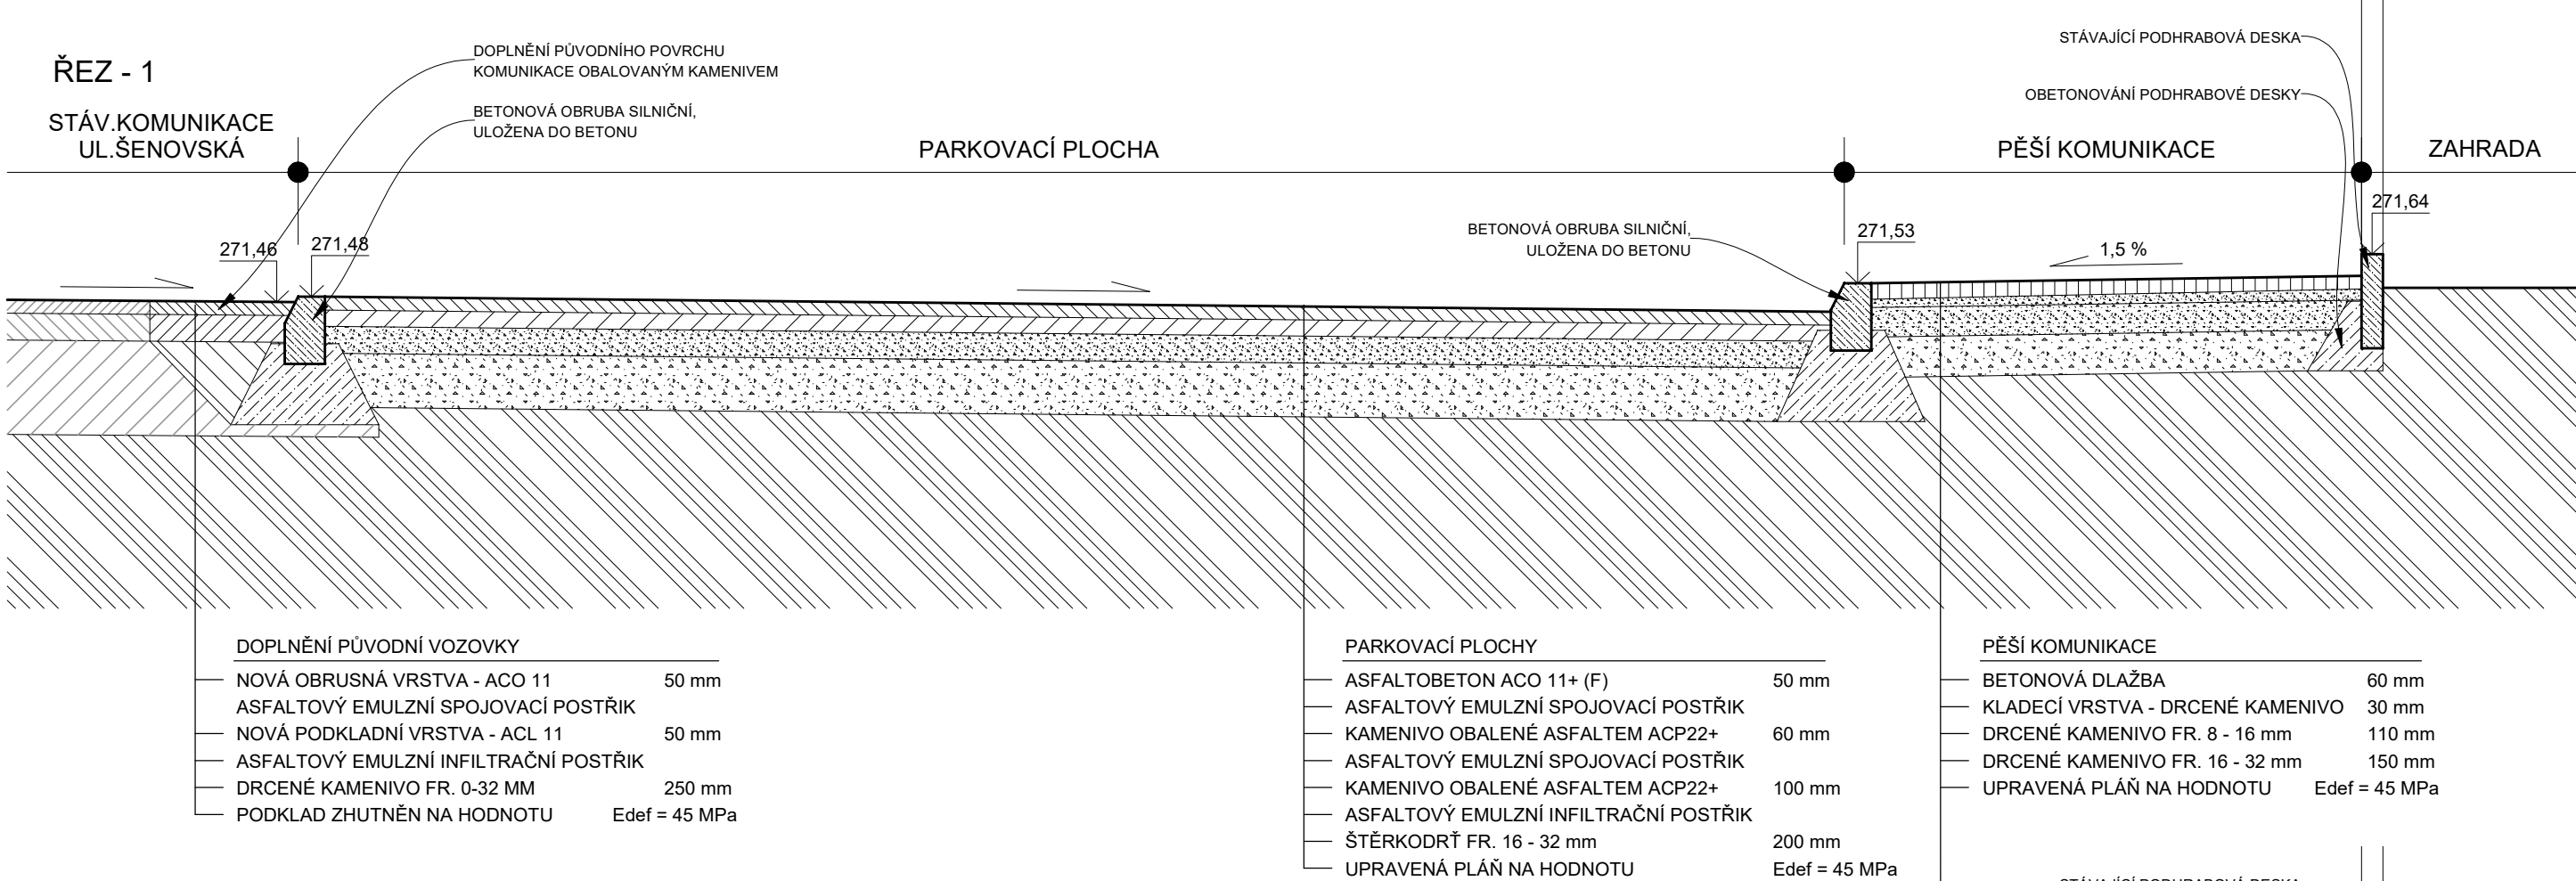 ŘEZ - 1
STÁV.KOMUNIKACE
UL.ŠENOVSKÁ
DOPLNĚNÍ PŮVODNÍHO POVRCHU
KOMUNIKACE OBALOVANÝM KAMENIVEM
BETONOVÁ OBRUBA SILNIČNÍ,
ULOŽENA DO BETONU
PARKOVACÍ PLOCHA
STÁVAJÍCÍ PODHRABOVÁ DESKA
OBETONOVÁNÍ PODHRABOVÉ DESKY
PĚŠÍ KOMUNIKACE
ZAHRADA
271,46
271,48
BETONOVÁ OBRUBA SILNIČNÍ,
ULOŽENA DO BETONU
271,53
1,5 %
271,64
DOPLNĚNÍ PŮVODNÍ VOZOVKY
NOVÁ OBRUSNÁ VRSTVA - ACO 11 50 mm
ASFALTOVÝ EMULZNÍ SPOJOVACÍ POSTŘIK
NOVÁ PODKLADNÍ VRSTVA - ACL 11 50 mm
ASFALTOVÝ EMULZNÍ INFILTRAČNÍ POSTŘIK
DRCENÉ KAMENIVO FR. 0-32 MM 250 mm
PODKLAD ZHUTNĚN NA HODNOTU Edef = 45 MPa
PARKOVACÍ PLOCHY
ASFALTOBETON ACO 11+ (F) 50 mm
ASFALTOVÝ EMULZNÍ SPOJOVACÍ POSTŘIK
KAMENIVO OBALENÉ ASFALTEM ACP22+ 60 mm
ASFALTOVÝ EMULZNÍ SPOJOVACÍ POSTŘIK
KAMENIVO OBALENÉ ASFALTEM ACP22+ 100 mm
ASFALTOVÝ EMULZNÍ INFILTRAČNÍ POSTŘIK
ŠTĚRKODRŤ FR. 16 - 32 mm 200 mm
UPRAVENÁ PLÁŇ NA HODNOTU Edef = 45 MPa
PĚŠÍ KOMUNIKACE
BETONOVÁ DLAŽBA 60 mm
KLADECÍ VRSTVA - DRCENÉ KAMENIVO 30 mm
DRCENÉ KAMENIVO FR. 8 - 16 mm 110 mm
DRCENÉ KAMENIVO FR. 16 - 32 mm 150 mm
UPRAVENÁ PLÁŇ NA HODNOTU Edef = 45 MPa